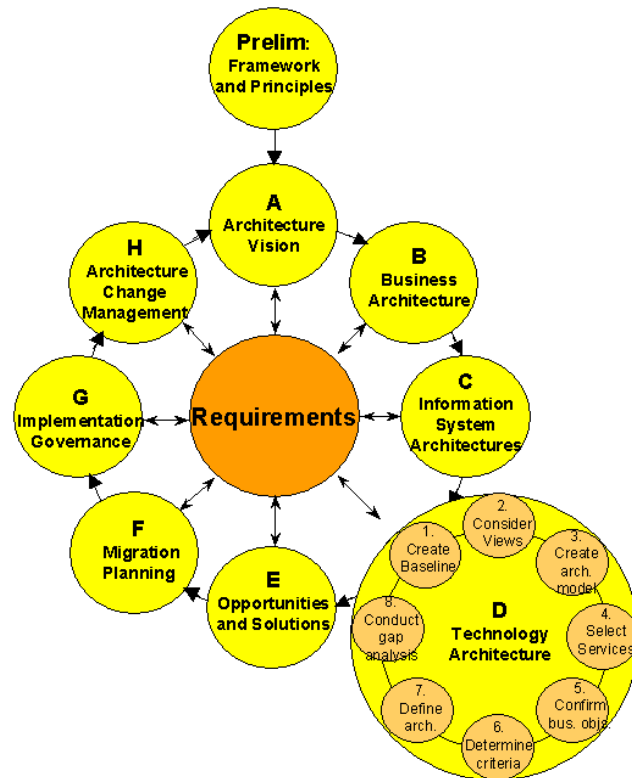 Prelim:
Framework
and Principles
A
Architecture
Vision
H
Architecture
Change
Management
B
Business
Architecture
G
Implementation
Governance
Requirements
C
Information
System
Architectures
F
Migration
Planning
E
Opportunities
and Solutions
D
Technology
Architecture
1.
Create
Baseline
2.
Consider
Views
3.
Create
arch.
model
4.
Select
Services
5.
Confirm
bus. objs.
6.
Determine
criteria
7.
Define
arch.
8.
Conduct
gap
analysis